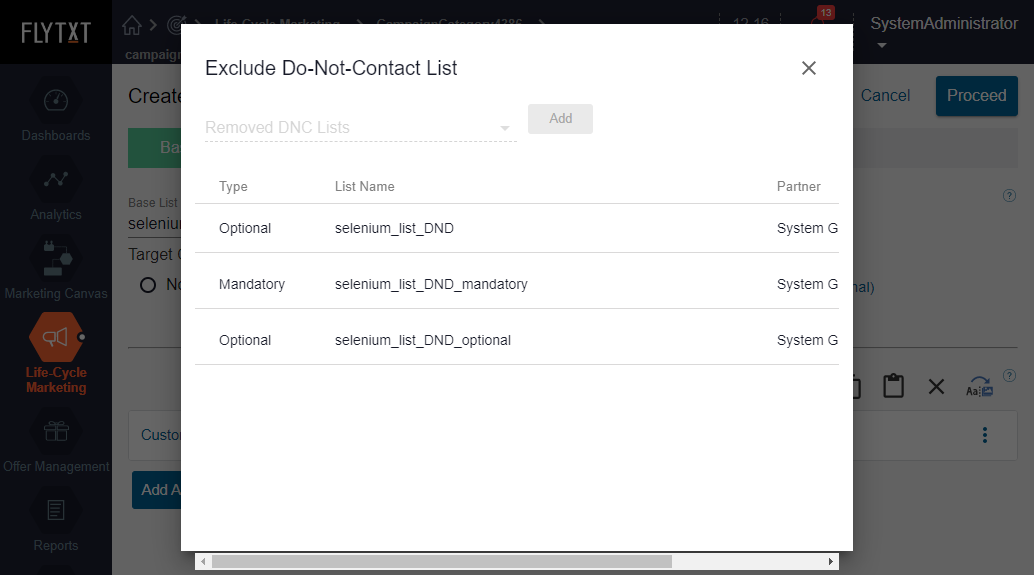 FLYTXT
Life-Cycle Marketing
CampaignCategory4386
12 16
13
SystemAdministrator
campaign
Exclude Do-Not-Contact List
Create
Cancel
Proceed
Removed DNC Lists
Add
Dashboards
Bas
Type
List Name
Partner
Base List
Analytics
seleniu
Optional
selenium_list_DND
System G
Target
Marketing Canvas
No
Mandatory
selenium_list_DND_mandatory
System G
nal)
Optional
selenium_list_DND_optional
System G
Life-Cycle
Marketing
Aa
Custo
Offer Management
Add A
Reports